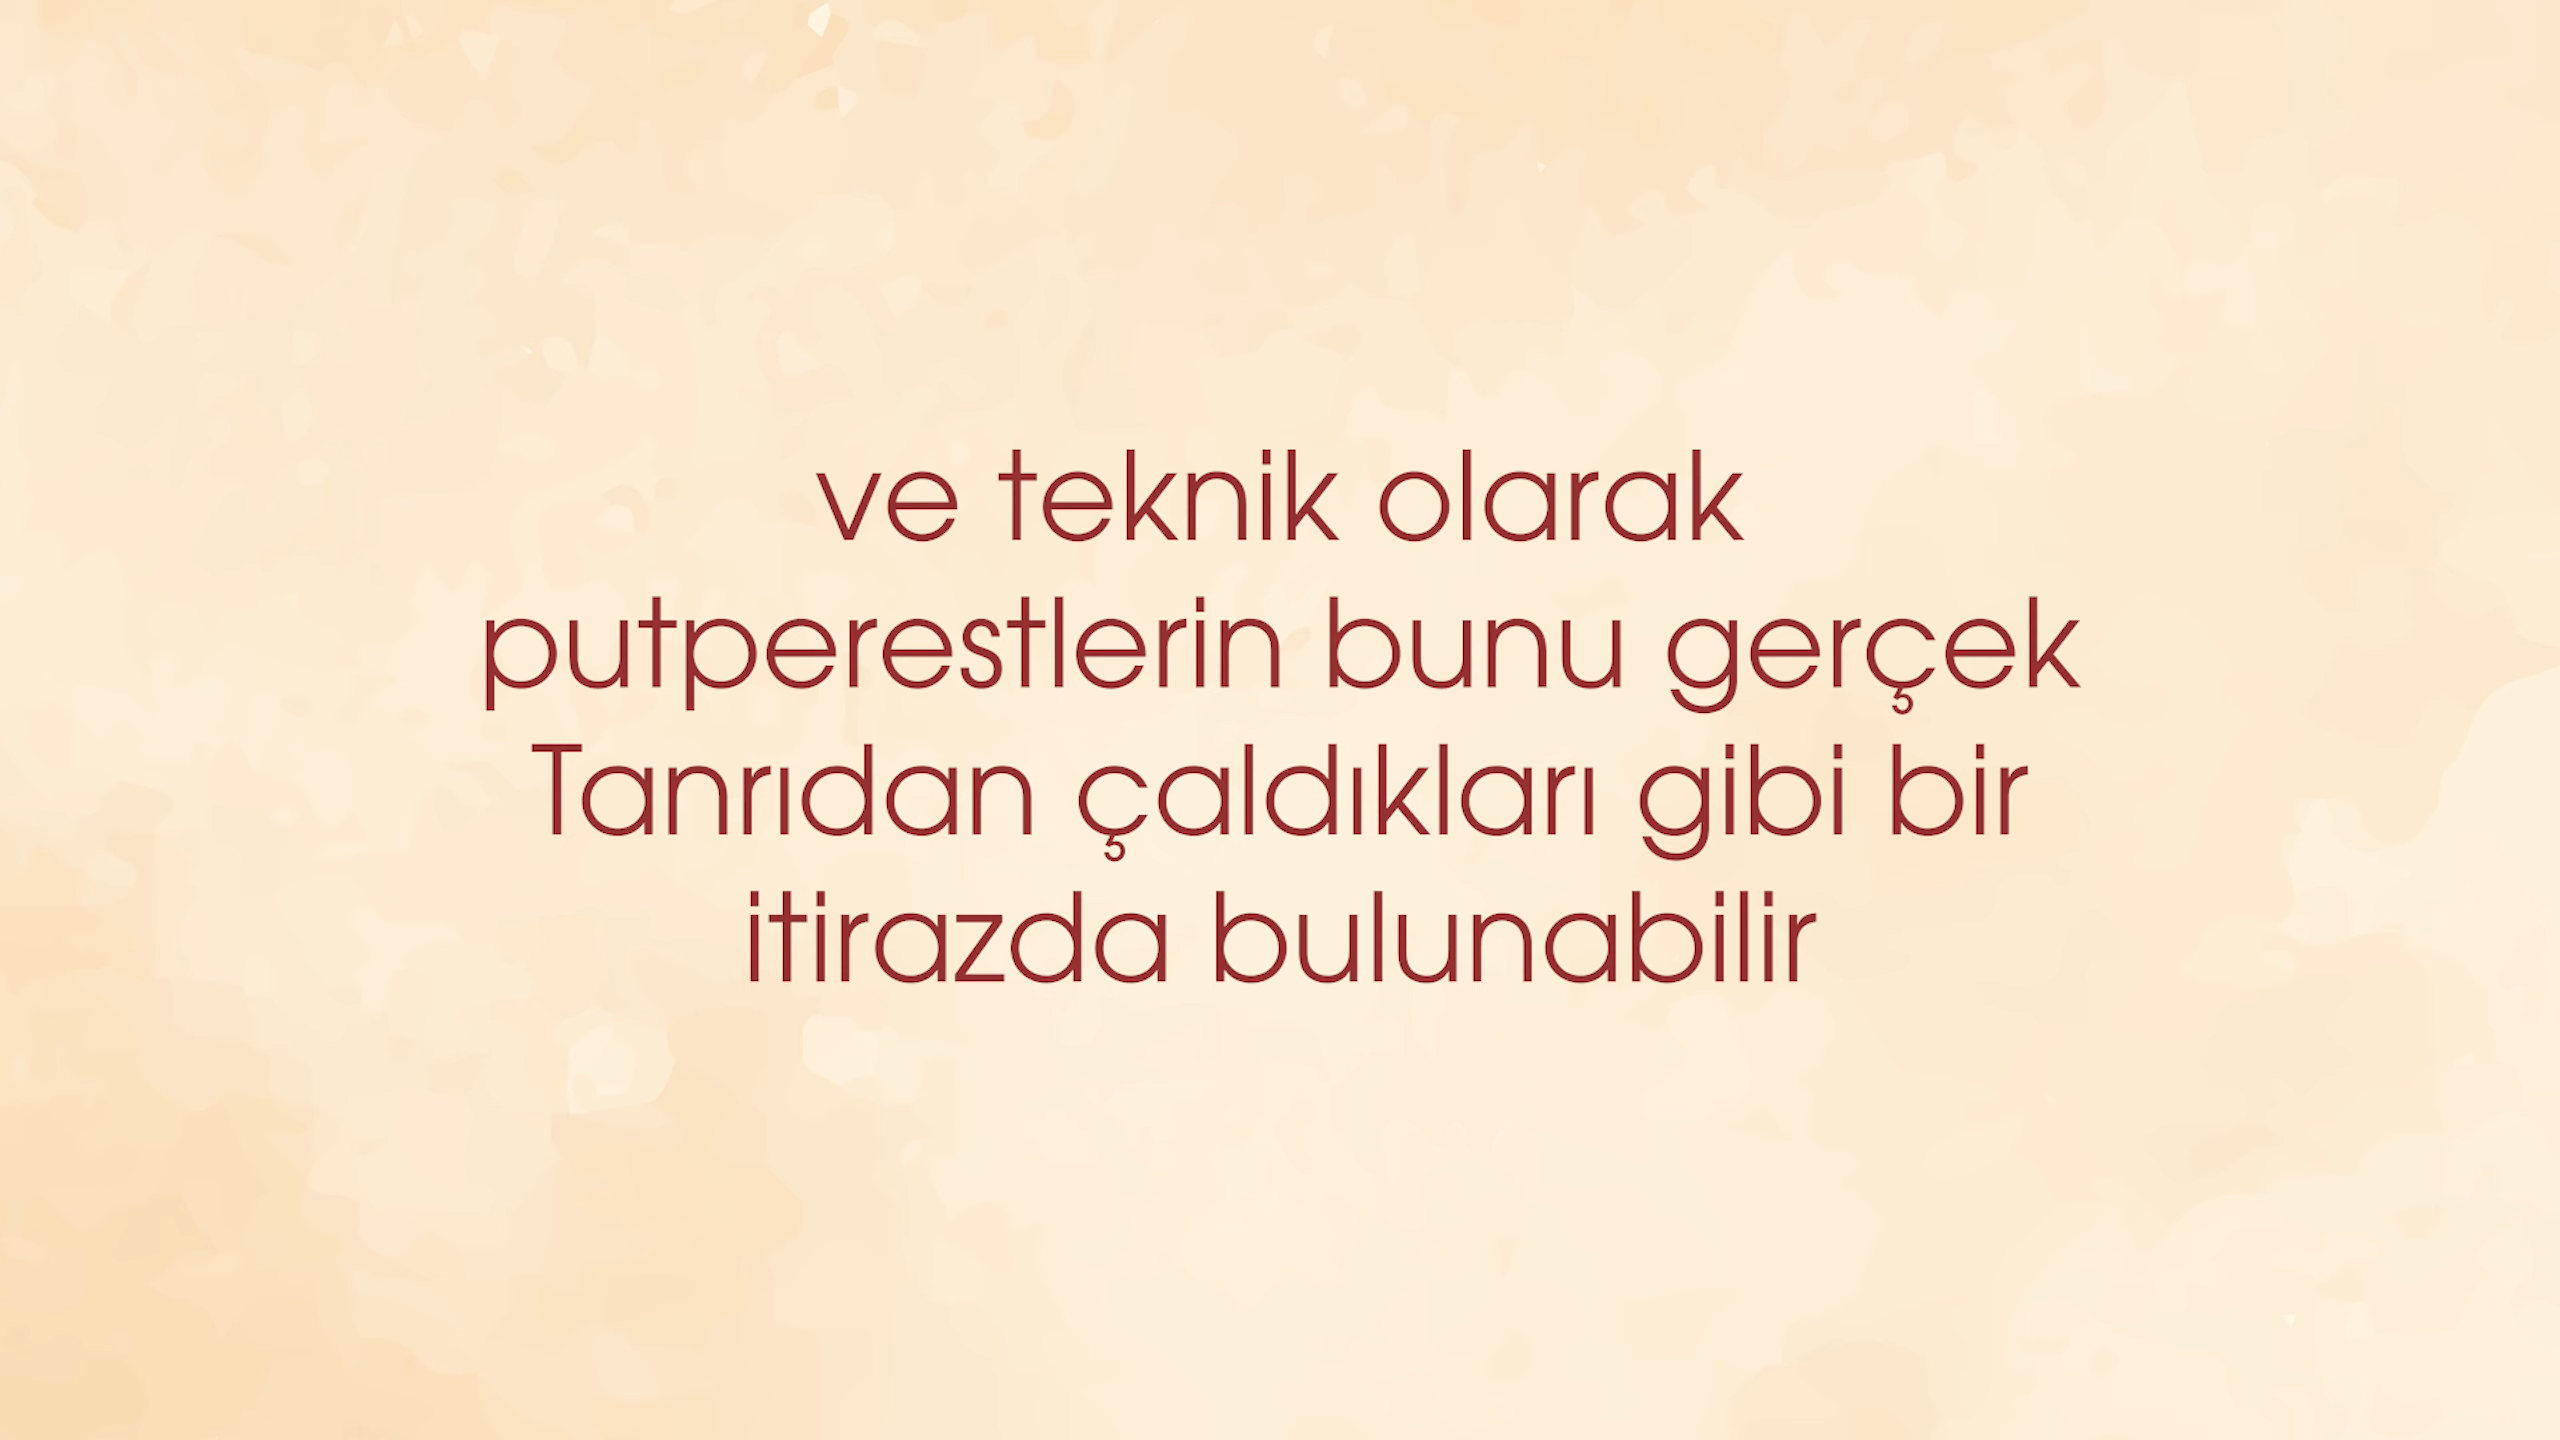 ve teknik olarak
putperestlerin bunu gerçek
Tanrıdan çaldıkları gibi bir
itirazda bulunabilir